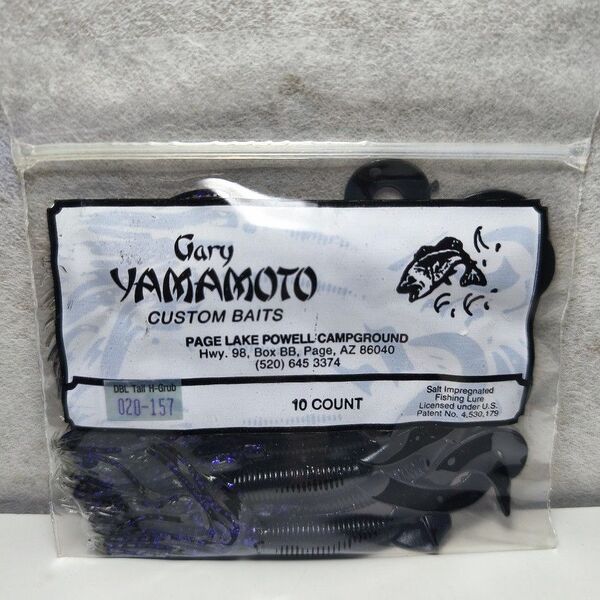 Gary
YAMAMOTO
CUSTOM BAITS
PAGE LAKE POWELL CAMPGROUND
Hwy. 98, Box BB, Page, AZ 86040
(520) 645 3374
DBL Tail H-Grub
020-157
10 COUNT
Salt Impregnated
Fishing Lure
Licensed under U.S.
Patent No. 4,530,179